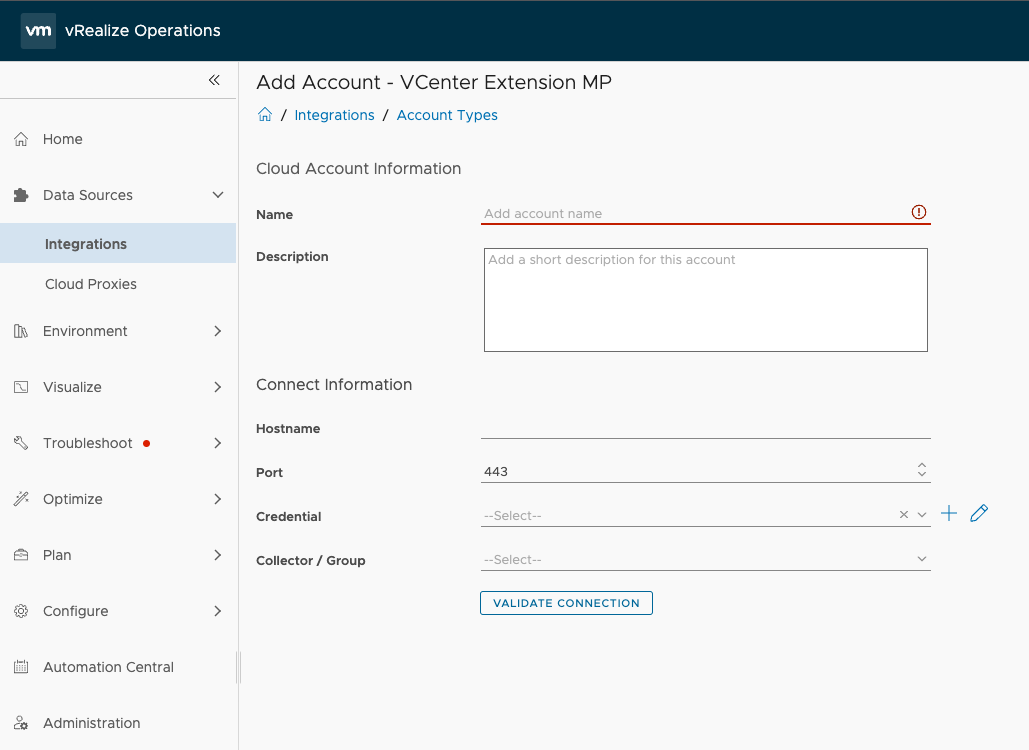 vm vRealize Operations
Home
Data Sources
Integrations
Cloud Proxies
Environment
Visualize
Troubleshoot
Optimize
Plan
Configure
Automation Central
Administration
Add Account - VCenter Extension MP
/ Integrations / Account Types
Cloud Account Information
Name Add account name
Description Add a short description for this account
Connect Information
Hostname
Port 443
Credential --Select--
Collector / Group --Select--
VALIDATE CONNECTION